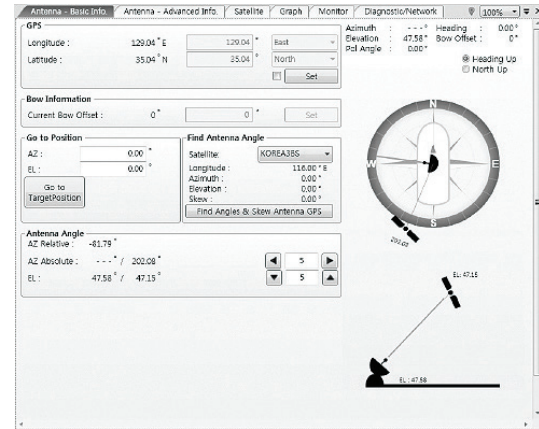 Antenna - Basic Info. Antenna - Advanced Info. Satellite Graph Monitor Diagnostic/Network 100%
GPS
Longitude : 129.04 ° E 129.04 ° East
Latitude : 35.04 ° N 35.04 ° North
Set
Bow Information
Current Bow Offset : 0° 0 ° Set
Go to Position
AZ : 0.00 °
EL : 0.00 °
Go to
TargetPosition
Find Antenna Angle
Satellite: KOREA3BS
Longitude : 116.00 ° E
Azimuth : 0.00 °
Elevation : 0.00 °
Skew : 0.00 °
Find Angles & Skew Antenna GPS
Antenna Angle
AZ Relative : -81.79 °
AZ Absolute : - - - ° / 202.08 ° 5
EL : 47.58 ° / 47.15 ° 5
Azimuth : - - - ° Heading : 0.00°
Elevation : 47.58° Bow Offset : 0°
Pol Angle : 0.00°
Heading Up
North Up
N
W
E
S
EL: 47.15
EL : 47.58